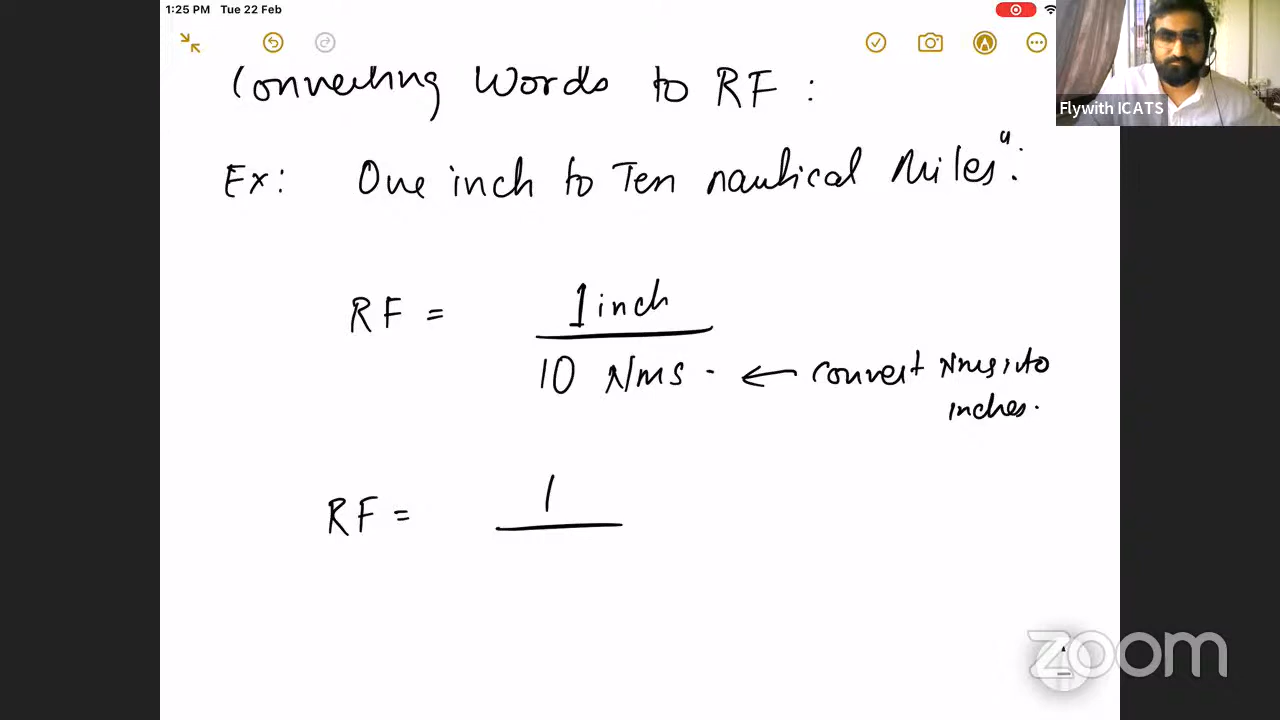 1:25 PM Tue 22 Feb
Flywith ICATS
Converting Words to RF :
Ex: One inch to Ten nautical Miles":
RF = 1 inch
10 Nms
← convert Nms into
inches.
RF = 1
zoom